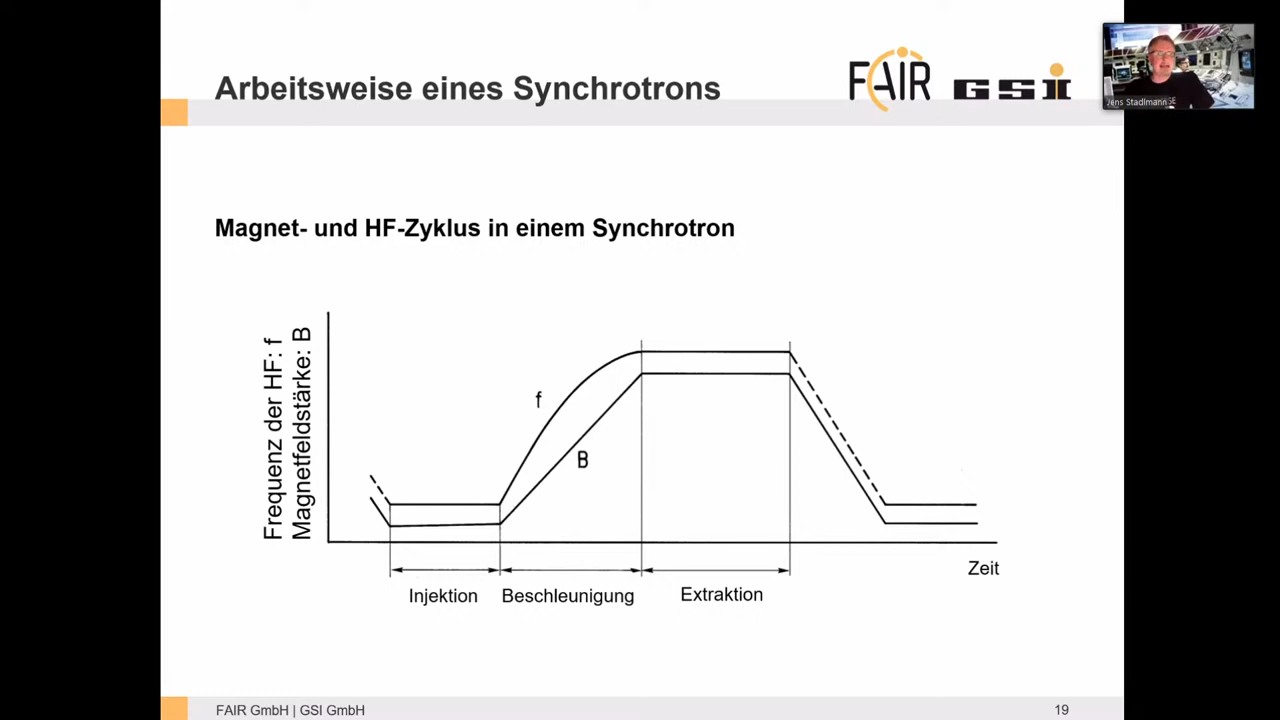 Arbeitsweise eines Synchrotrons
FAIR GSI
Jens Stadlmann
Magnet- und HF-Zyklus in einem Synchrotron
Frequenz der HF: f
Magnetfeldstärke: B
f
B
Zeit
Injektion
Beschleunigung
Extraktion
FAIR GmbH | GSI GmbH
19